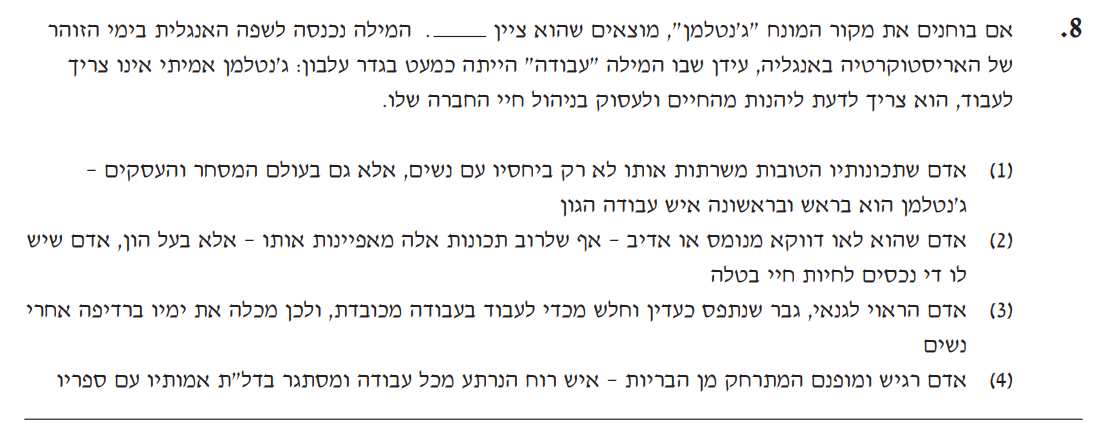 8. אם בוחנים את מקור המונח "ג'נטלמן", מוצאים שהוא ציין _____. המילה נכנסה לשפה האנגלית בימי הזוהר
של האריסטוקרטיה באנגליה, עידן שבו המילה "עבודה" הייתה כמעט בגדר עלבון: ג'נטלמן אמיתי אינו צריך
לעבוד, הוא צריך לדעת ליהנות מהחיים ולעסוק בניהול חיי החברה שלו.
(1) אדם שתכונותיו הטובות משרתות אותו לא רק ביחסיו עם נשים, אלא גם בעולם המסחר והעסקים –
ג'נטלמן הוא בראש ובראשונה איש עבודה הגון
(2) אדם שהוא לאו דווקא מנומס או אדיב – אף שלרוב תכונות אלה מאפיינות אותו – אלא בעל הון, אדם שיש
לו די נכסים לחיות חיי בטלה
(3) אדם הראוי לגנאי, גבר שנתפס כעדין וחלש מכדי לעבוד בעבודה מכובדת, ולכן מכלה את ימיו ברדיפה אחרי
נשים
(4) אדם רגיש ומופנם המתרחק מן הבריות – איש רוח הנרתע מכל עבודה ומסתגר בדל"ת אמותיו עם ספריו